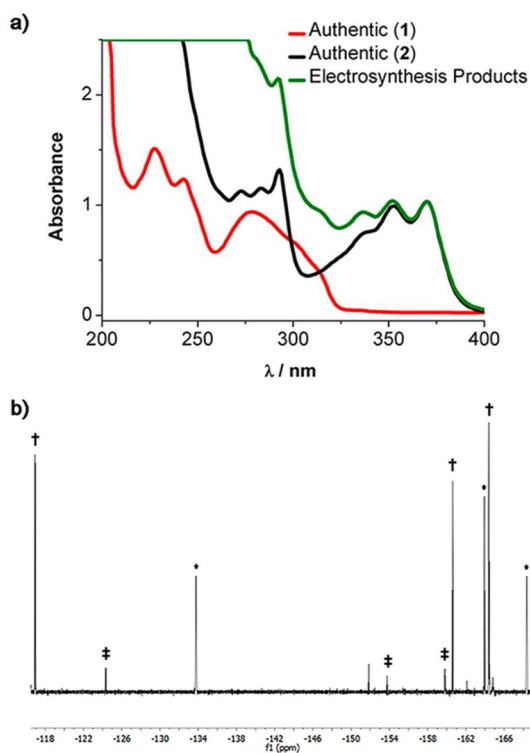 a)
Authentic (1)
Authentic (2)
Electrosynthesis Products
2
1
0
Absorbance
200 250 300 350 400
λ / nm
b)
† ‡ * ‡ ‡ † * † *
-118 -122 -126 -130 -134 -138 -142 -146 -150 -154 -158 -162 -166
f1 (ppm)